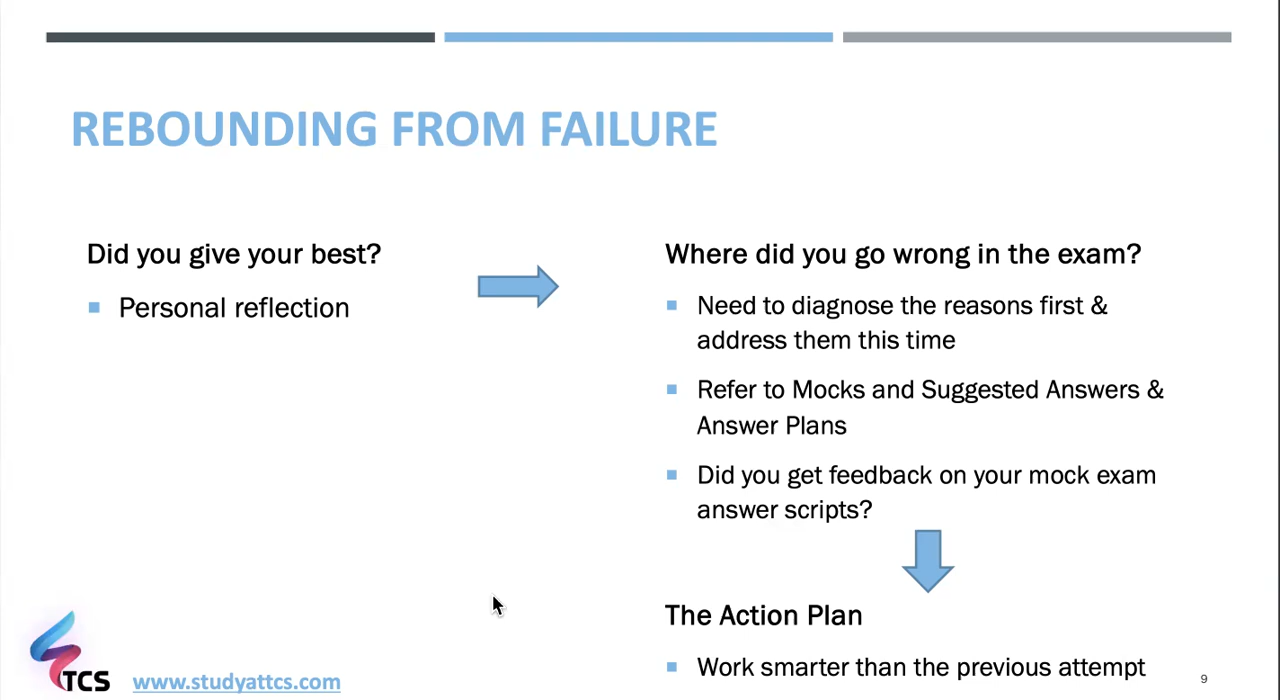 REBOUNDING FROM FAILURE
Did you give your best?
Personal reflection
Where did you go wrong in the exam?
Need to diagnose the reasons first &
address them this time
Refer to Mocks and Suggested Answers &
Answer Plans
Did you get feedback on your mock exam
answer scripts?
The Action Plan
Work smarter than the previous attempt
TCS
www.studyattcs.com
9